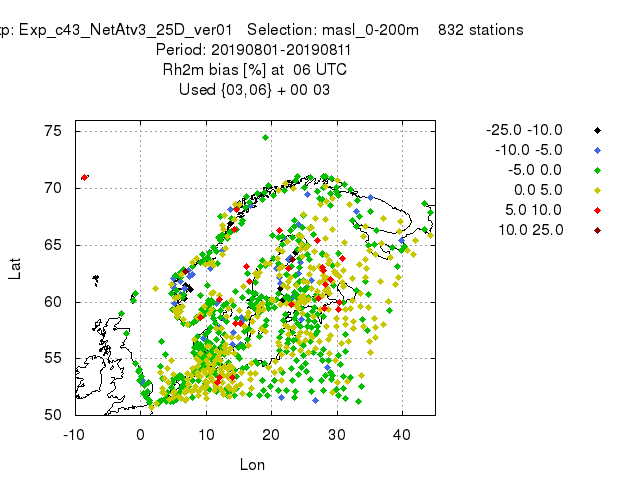 p: Exp_c43_NetAtv3_25D_ver01 Selection: masl_0-200m 832 stations
Period: 20190801-20190811
Rh2m bias [%] at 06 UTC
Used {03,06} + 00 03
75
70
65
60
55
50
Lat
-10 0 10 20 30 40
Lon
-25.0 -10.0
-10.0 -5.0
-5.0 0.0
0.0 5.0
5.0 10.0
10.0 25.0